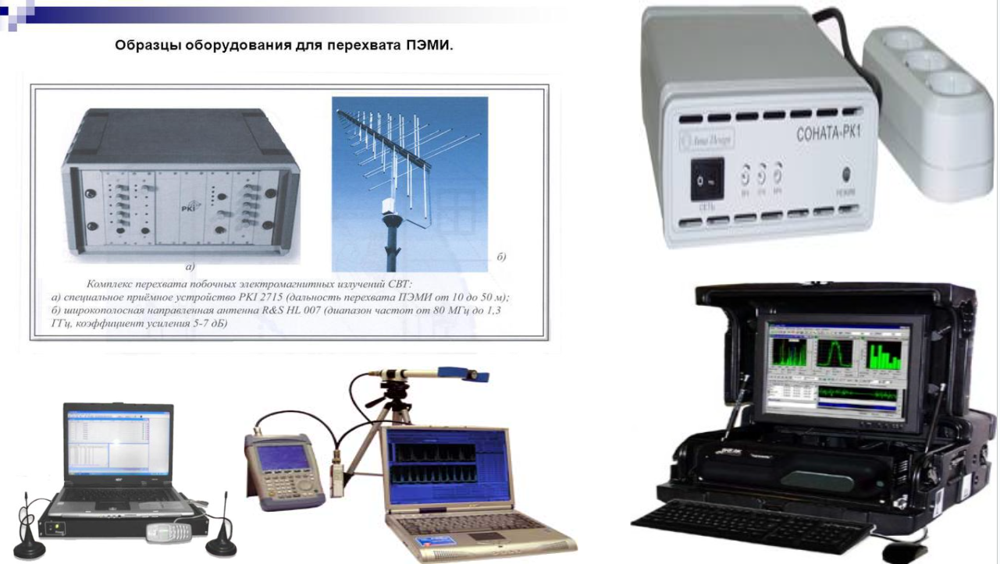 Образцы оборудования для перехвата ПЭМИ.
PKI
а)
б)
Комплекс перехвата побочных электромагнитных излучений СВТ:
а) специальное приёмное устройство PKI 2715 (дальность перехвата ПЭМИ от 10 до 50 м);
б) широкополосная направленная антенна R&S HL 007 (диапазон частот от 80 МГц до 1,3
ГГц, коэффициент усиления 5-7 дБ)
СОНАТА-РК1
СЕТЬ
РЕЖИМ